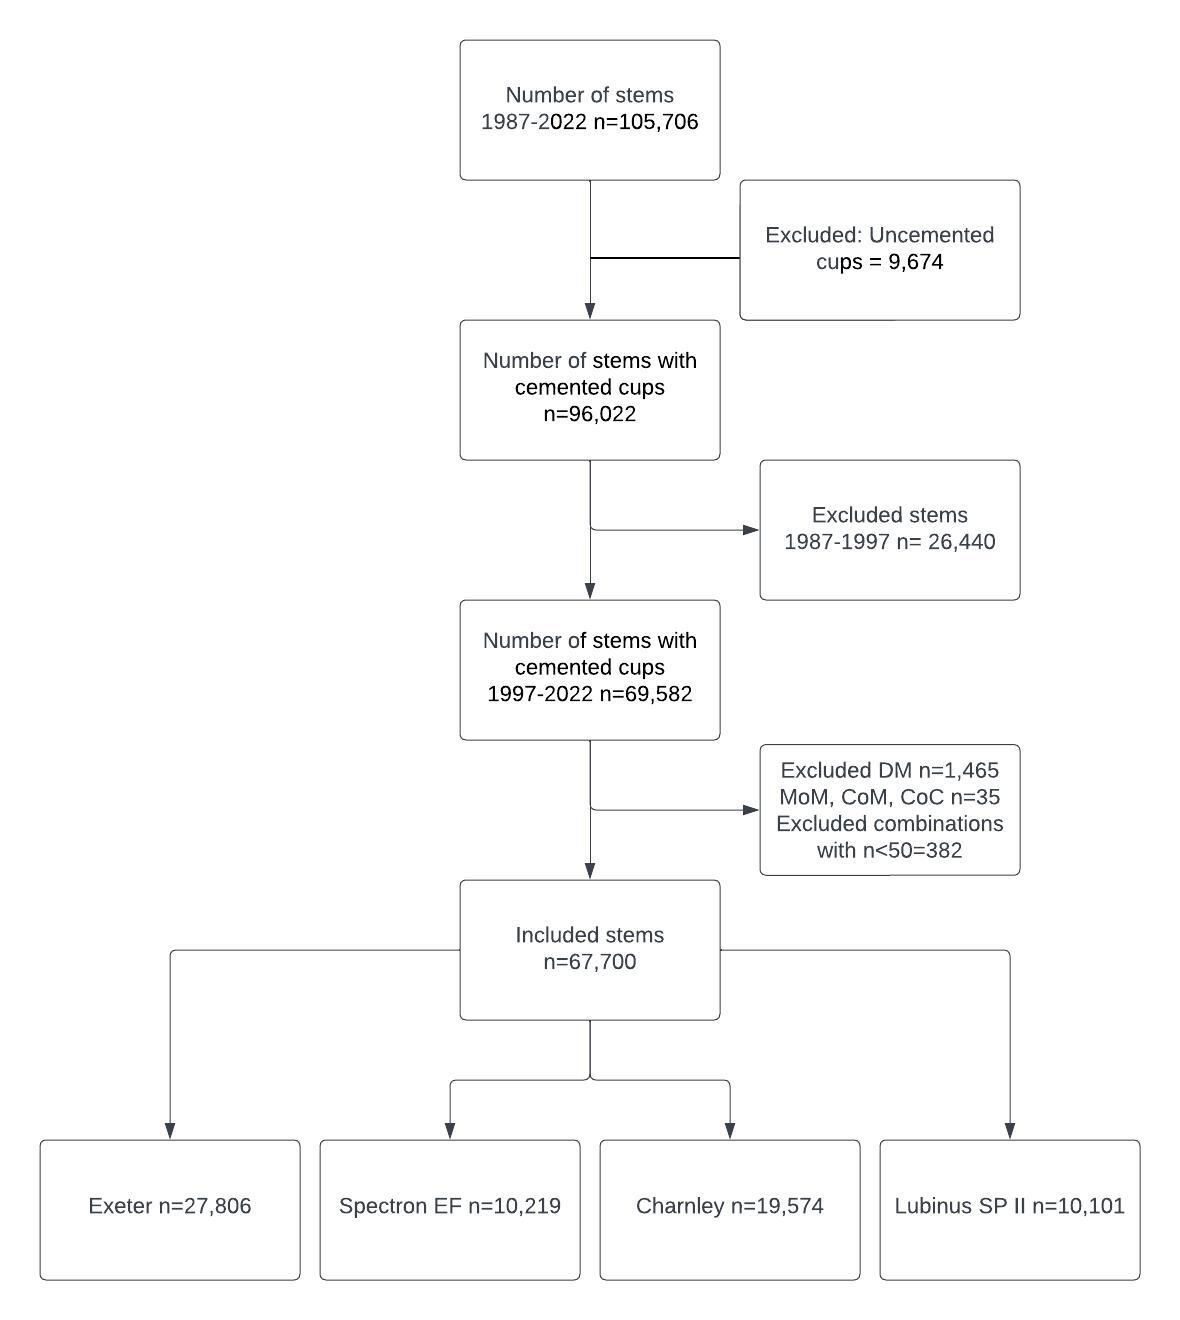 Number of stems
1987-2022 n=105,706
Excluded: Uncemented
cups = 9,674
Number of stems with
cemented cups
n=96,022
Excluded stems
1987-1997 n= 26,440
Number of stems with
cemented cups
1997-2022 n=69,582
Excluded DM n=1,465
MoM, CoM, CoC n=35
Excluded combinations
with n<50=382
Included stems
n=67,700
Exeter n=27,806
Spectron EF n=10,219
Charnley n=19,574
Lubinus SP II n=10,101